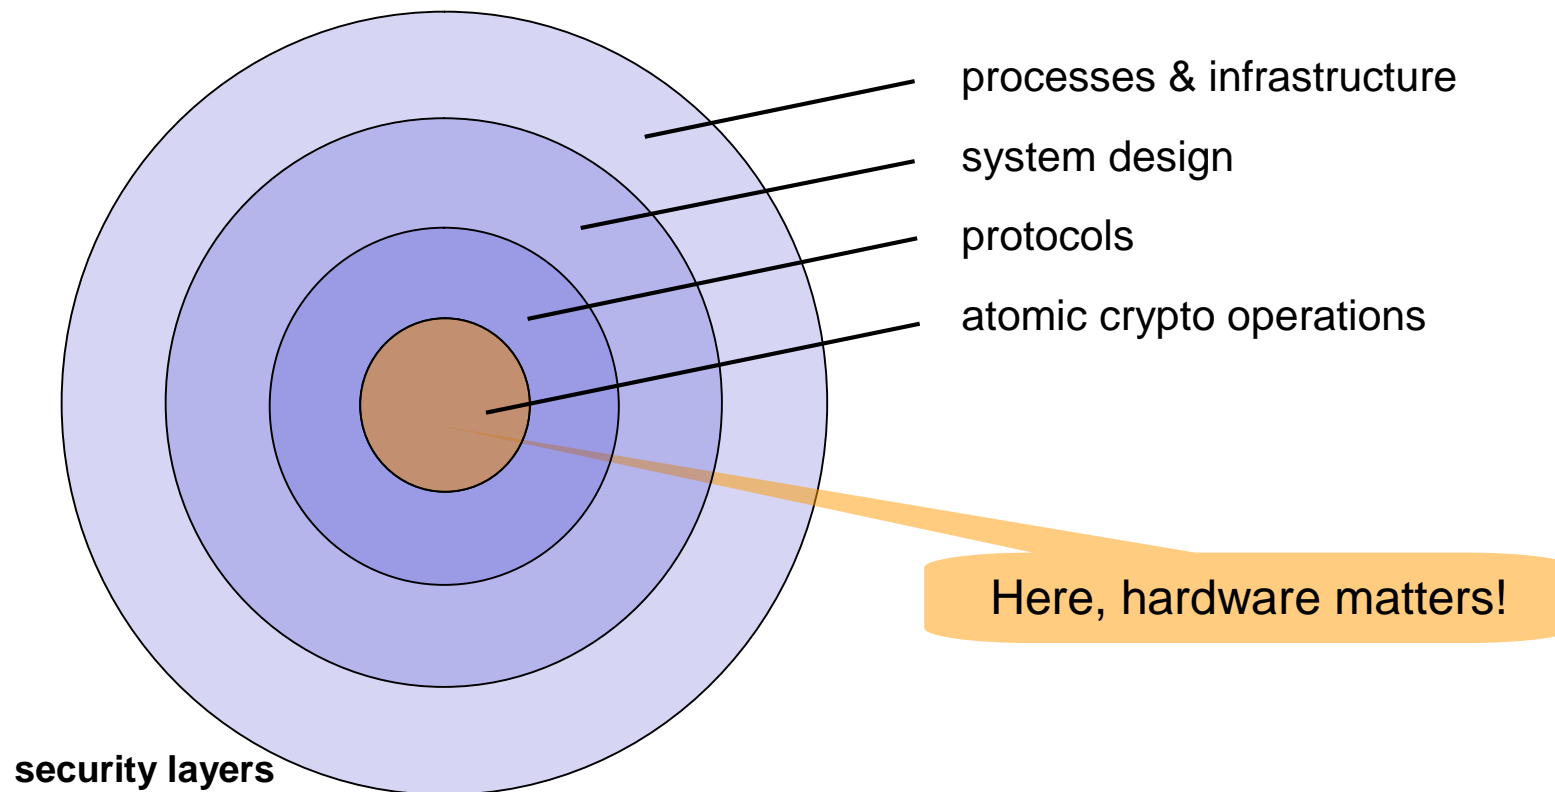 processes & infrastructure
system design
protocols
atomic crypto operations
Here, hardware matters!
security layers